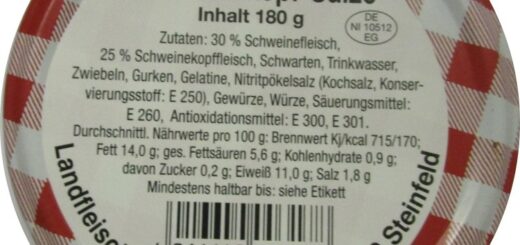 Inhalt 180 g
DE
NI 10512
EG
Zutaten: 30 % Schweinefleisch,
25 % Schweinekopffleisch, Schwarten, Trinkwasser,
Zwiebeln, Gurken, Gelatine, Nitritpökelsalz (Kochsalz, Konser-
vierungsstoff: E 250), Gewürze, Würze, Säuerungsmittel:
E 260, Antioxidationsmittel: E 300, E 301.
Durchschnittl. Nährwerte pro 100 g: Brennwert Kj/kcal 715/170;
Fett 14,0 g; ges. Fettsäuren 5,6 g; Kohlenhydrate 0,9 g;
davon Zucker 0,2 g; Eiweiß 11,0 g; Salz 1,8 g
Mindestens haltbar bis: siehe Etikett
Steinfeld